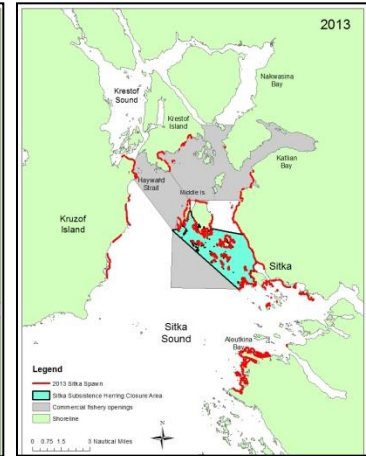 2013
Nakwasina
Bay
Krestof
Sound
Krestof
Island
Katlian
Bay
Hayward
Strait
Middle Is.
Kruzof
Island
Sitka
Sitka
Sound
Aleutkina
Bay
Legend
2013 Sitka Spawn
Sitka Subsistence Herring Closure Area
Commercial fishery openings
Shoreline
0 0.75 1.5 3 Nautical Miles
N